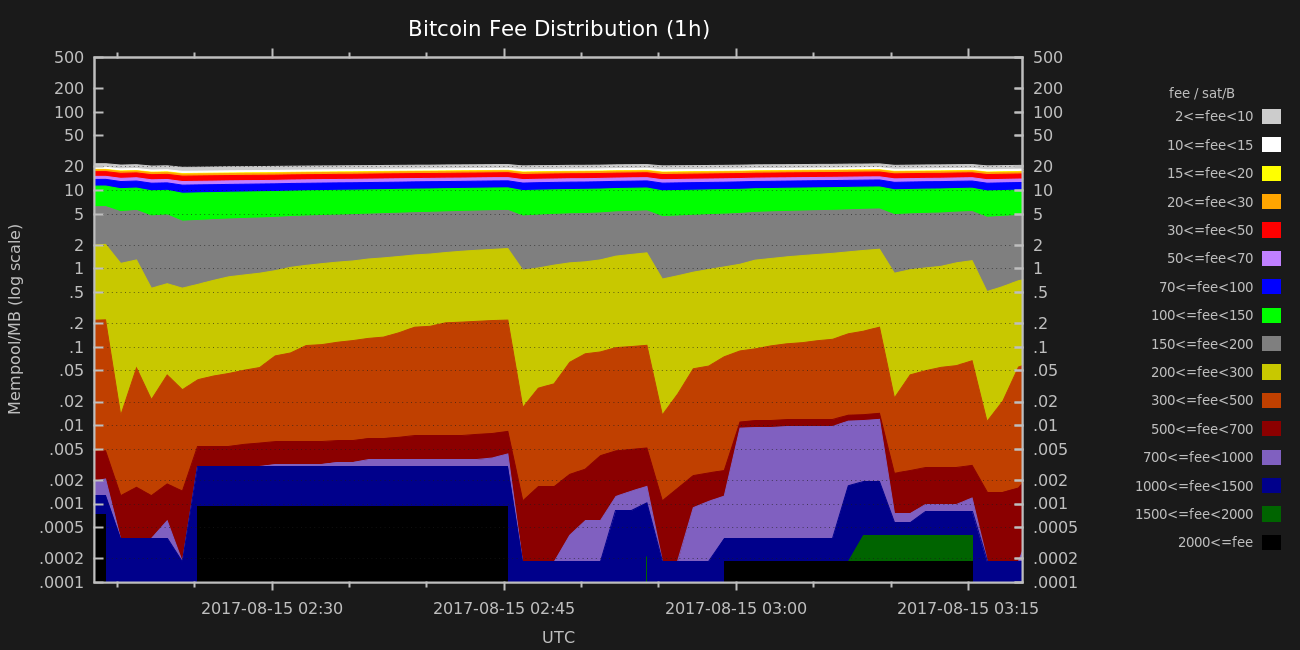 Bitcoin Fee Distribution (1h)
500 500
200 200
100 100
50 50
20 20
10 10
5 5
2 2
1 1
.5 .5
.2 .2
.1 .1
.05 .05
.02 .02
.01 .01
.005 .005
.002 .002
.001 .001
.0005 .0005
.0002 .0002
.0001 .0001
Mempool/MB (log scale)
2017-08-15 02:30 2017-08-15 02:45 2017-08-15 03:00 2017-08-15 03:15
UTC
fee / sat/B
2<=fee<10
10<=fee<15
15<=fee<20
20<=fee<30
30<=fee<50
50<=fee<70
70<=fee<100
100<=fee<150
150<=fee<200
200<=fee<300
300<=fee<500
500<=fee<700
700<=fee<1000
1000<=fee<1500
1500<=fee<2000
2000<=fee